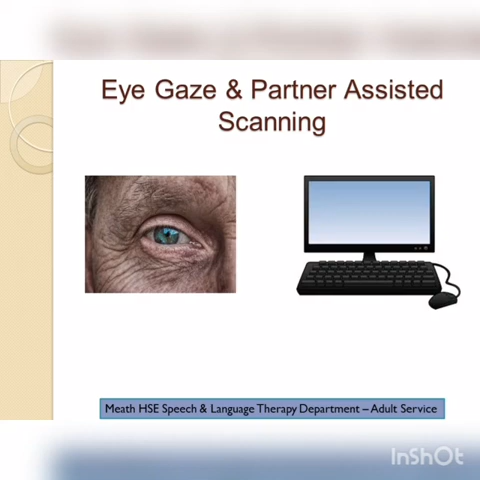 Eye Gaze & Partner Assisted
Scanning
Meath HSE Speech & Language Therapy Department – Adult Service
InShOt